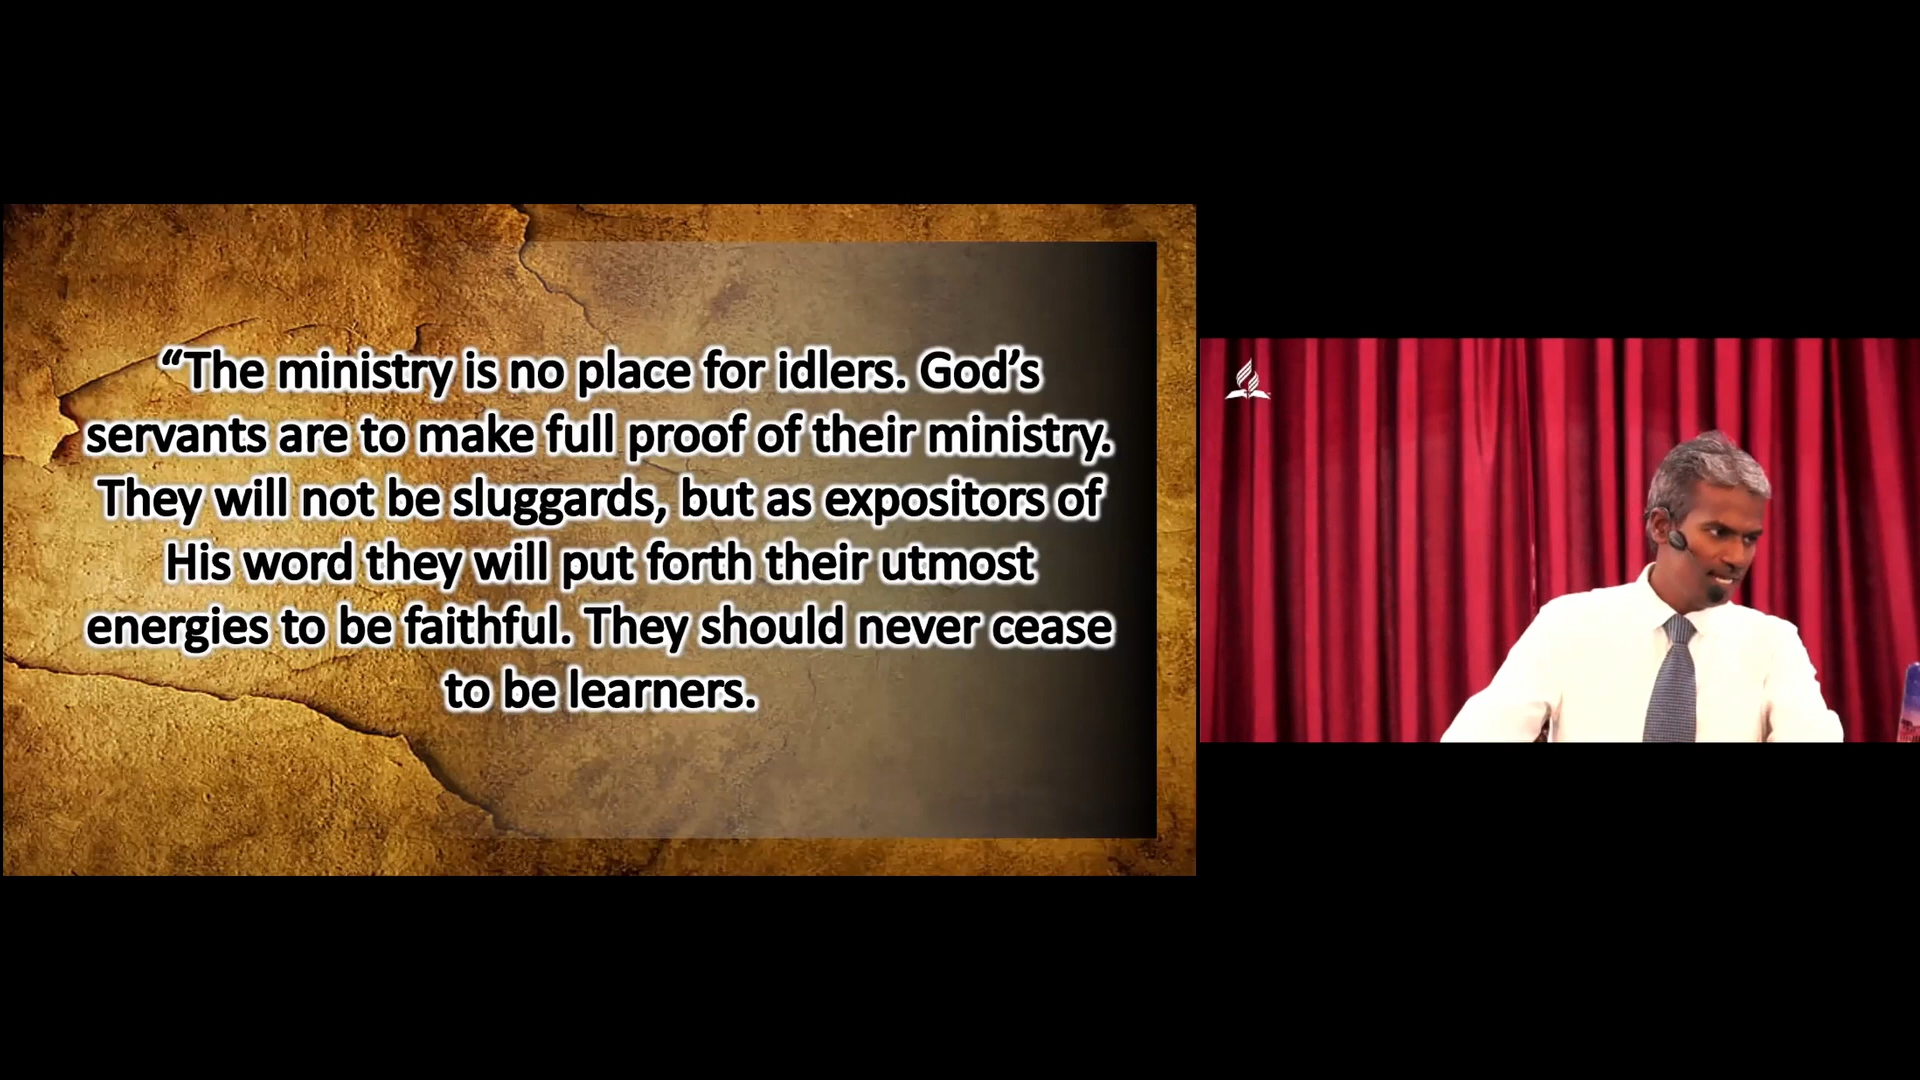 “The ministry is no place for idlers. God’s
servants are to make full proof of their ministry.
They will not be sluggards, but as expositors of
His word they will put forth their utmost
energies to be faithful. They should never cease
to be learners.